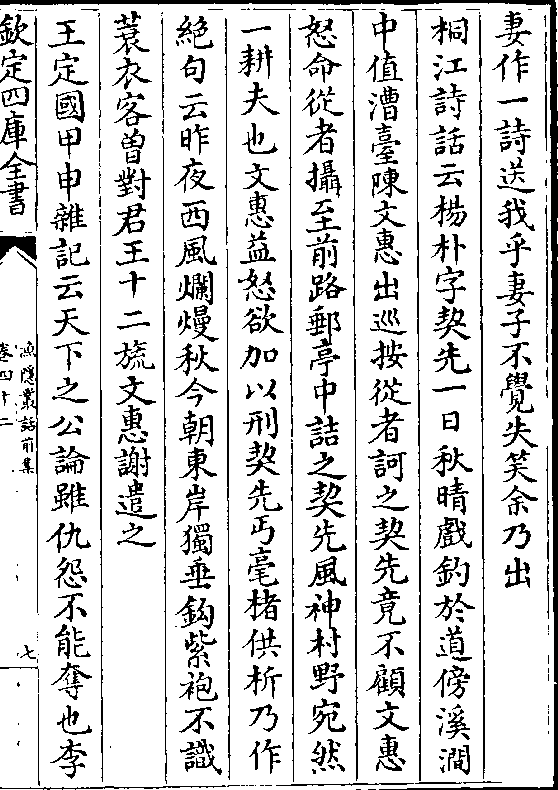 妻作一詩送我乎妻子不覺失笑余乃出
桐江詩話云楊朴字契先一日秋晴戲釣於道傍溪澗
中值漕臺陳文惠出巡按從者訶之契先竟不顧文惠
怒命從者攝至前路郵亭中詰之契先風神村野宛然
一耕夫也文惠益怒欲加以刑契先丐毫楮供析乃作
絕句云昨夜西風爛熳秋今朝東岸獨垂鈎紫袍不識
蓑衣客曽對君王十二旒文惠謝遣之
王定國甲申雜記云天下之公論雖仇怨不能奪也李
欽定四庫全書
漁隱叢話前集
卷四十二
七